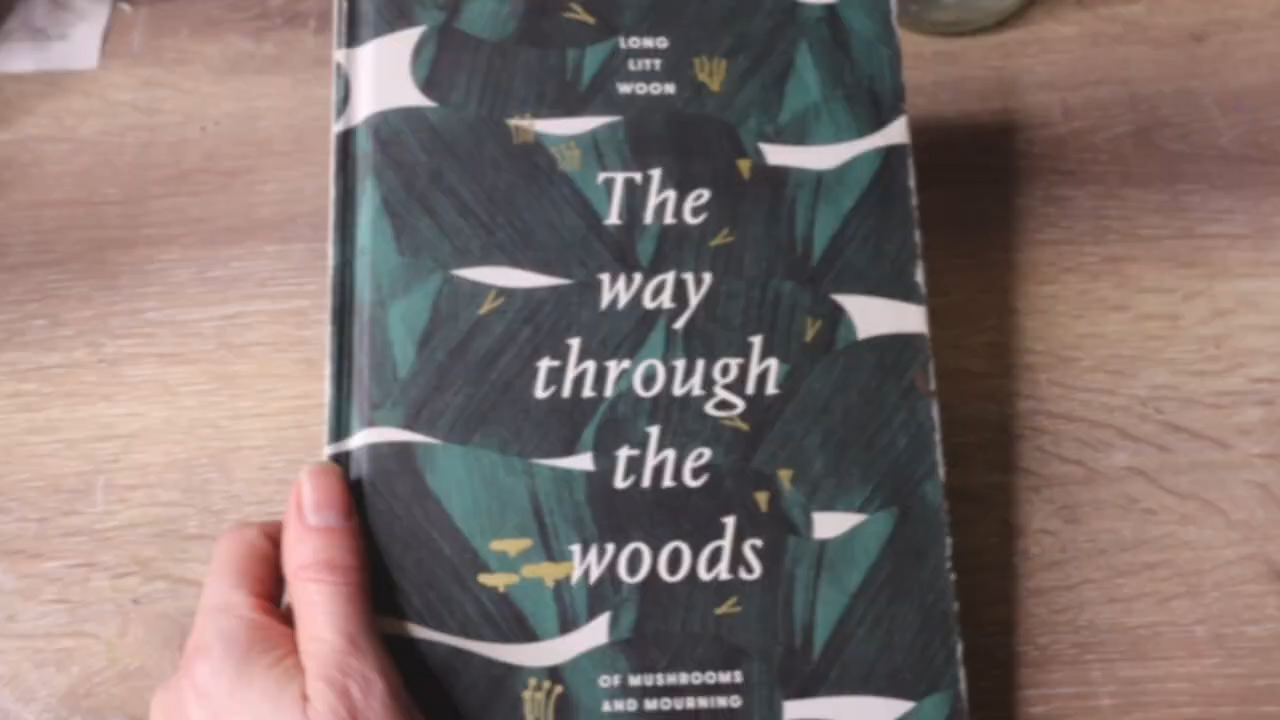 LONG
LITT
WOON
The
way
through
the
woods
OF MUSHROOMS
AND MOURNING